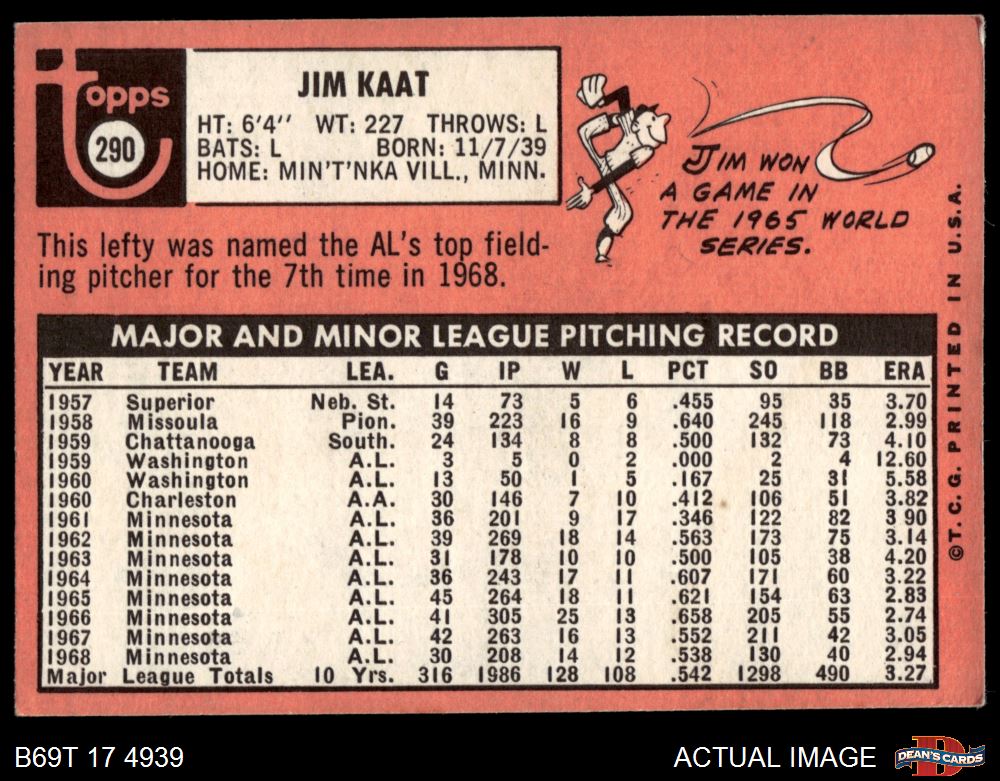 topps
290
JIM KAAT
HT: 6'4'' WT: 227 THROWS: L
BATS: L BORN: 11/7/39
HOME: MIN'T'NKA VILL., MINN.
JIM WON
A GAME IN
THE 1965 WORLD
SERIES.
This lefty was named the AL's top field-
ing pitcher for the 7th time in 1968.
MAJOR AND MINOR LEAGUE PITCHING RECORD
YEAR TEAM LEA. G IP W L PCT SO BB ERA
1957 Superior Neb. St. 14 73 5 6 .455 95 35 3.70
1958 Missoula Pion. 39 223 16 9 .640 245 118 2.99
1959 Chattanooga South. 24 134 8 8 .500 132 73 4.10
1959 Washington A.L. 3 5 0 2 .000 2 4 12.60
1960 Washington A.L. 13 50 1 5 .167 25 31 5.58
1960 Charleston A.A. 30 146 7 10 .412 106 51 3.82
1961 Minnesota A.L. 36 201 9 17 .346 122 82 3 90
1962 Minnesota A.L. 39 269 18 14 .563 173 75 3.14
1963 Minnesota A.L. 31 178 10 10 .500 105 38 4.20
1964 Minnesota A.L. 36 243 17 11 .607 171 60 3.22
1965 Minnesota A.L. 45 264 18 11 .621 154 63 2.83
1966 Minnesota A.L. 41 305 25 13 .658 205 55 2.74
1967 Minnesota A.L. 42 263 16 13 .552 211 42 3.05
1968 Minnesota A.L. 30 208 14 12 .538 130 40 2.94
Major League Totals 10 Yrs. 316 1986 128 108 .542 1298 490 3.27
©T.C.G. PRINTED IN U.S.A.
B69T 17 4939
ACTUAL IMAGE
D
DEAN'S CARDS